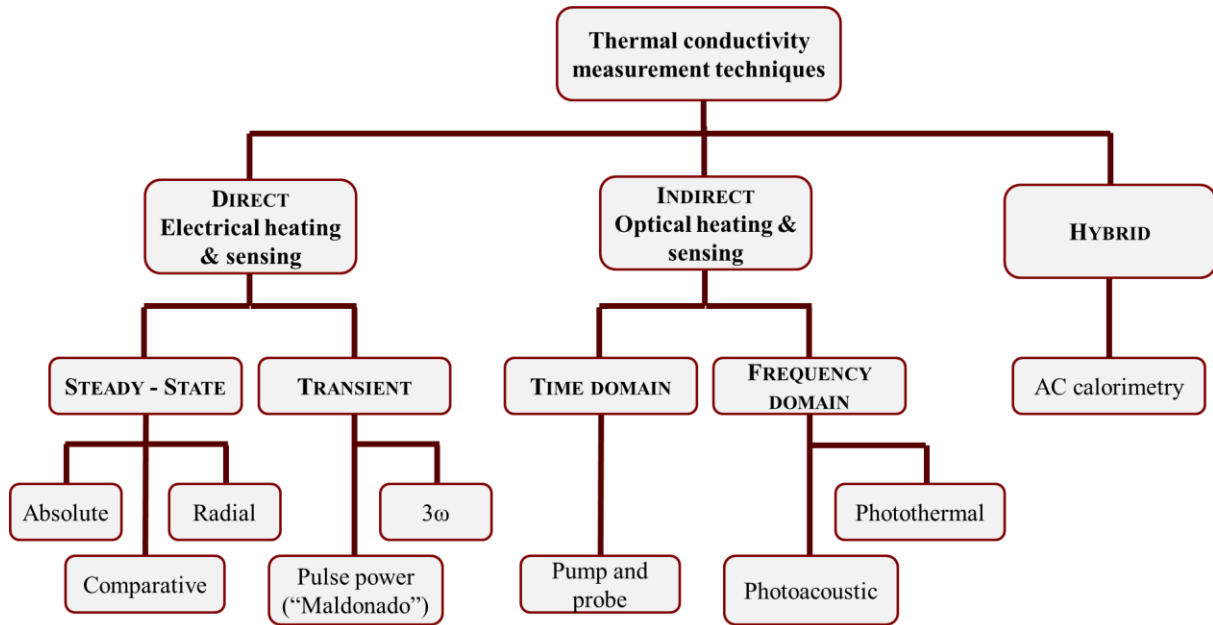 Thermal conductivity
measurement techniques
DIRECT
Electrical heating
& sensing
INDIRECT
Optical heating &
sensing
HYBRID
STEADY - STATE
TRANSIENT
TIME DOMAIN
FREQUENCY
DOMAIN
AC calorimetry
Absolute
Radial
3ω
Photothermal
Comparative
Pulse power
(“Maldonado”)
Pump and
probe
Photoacoustic